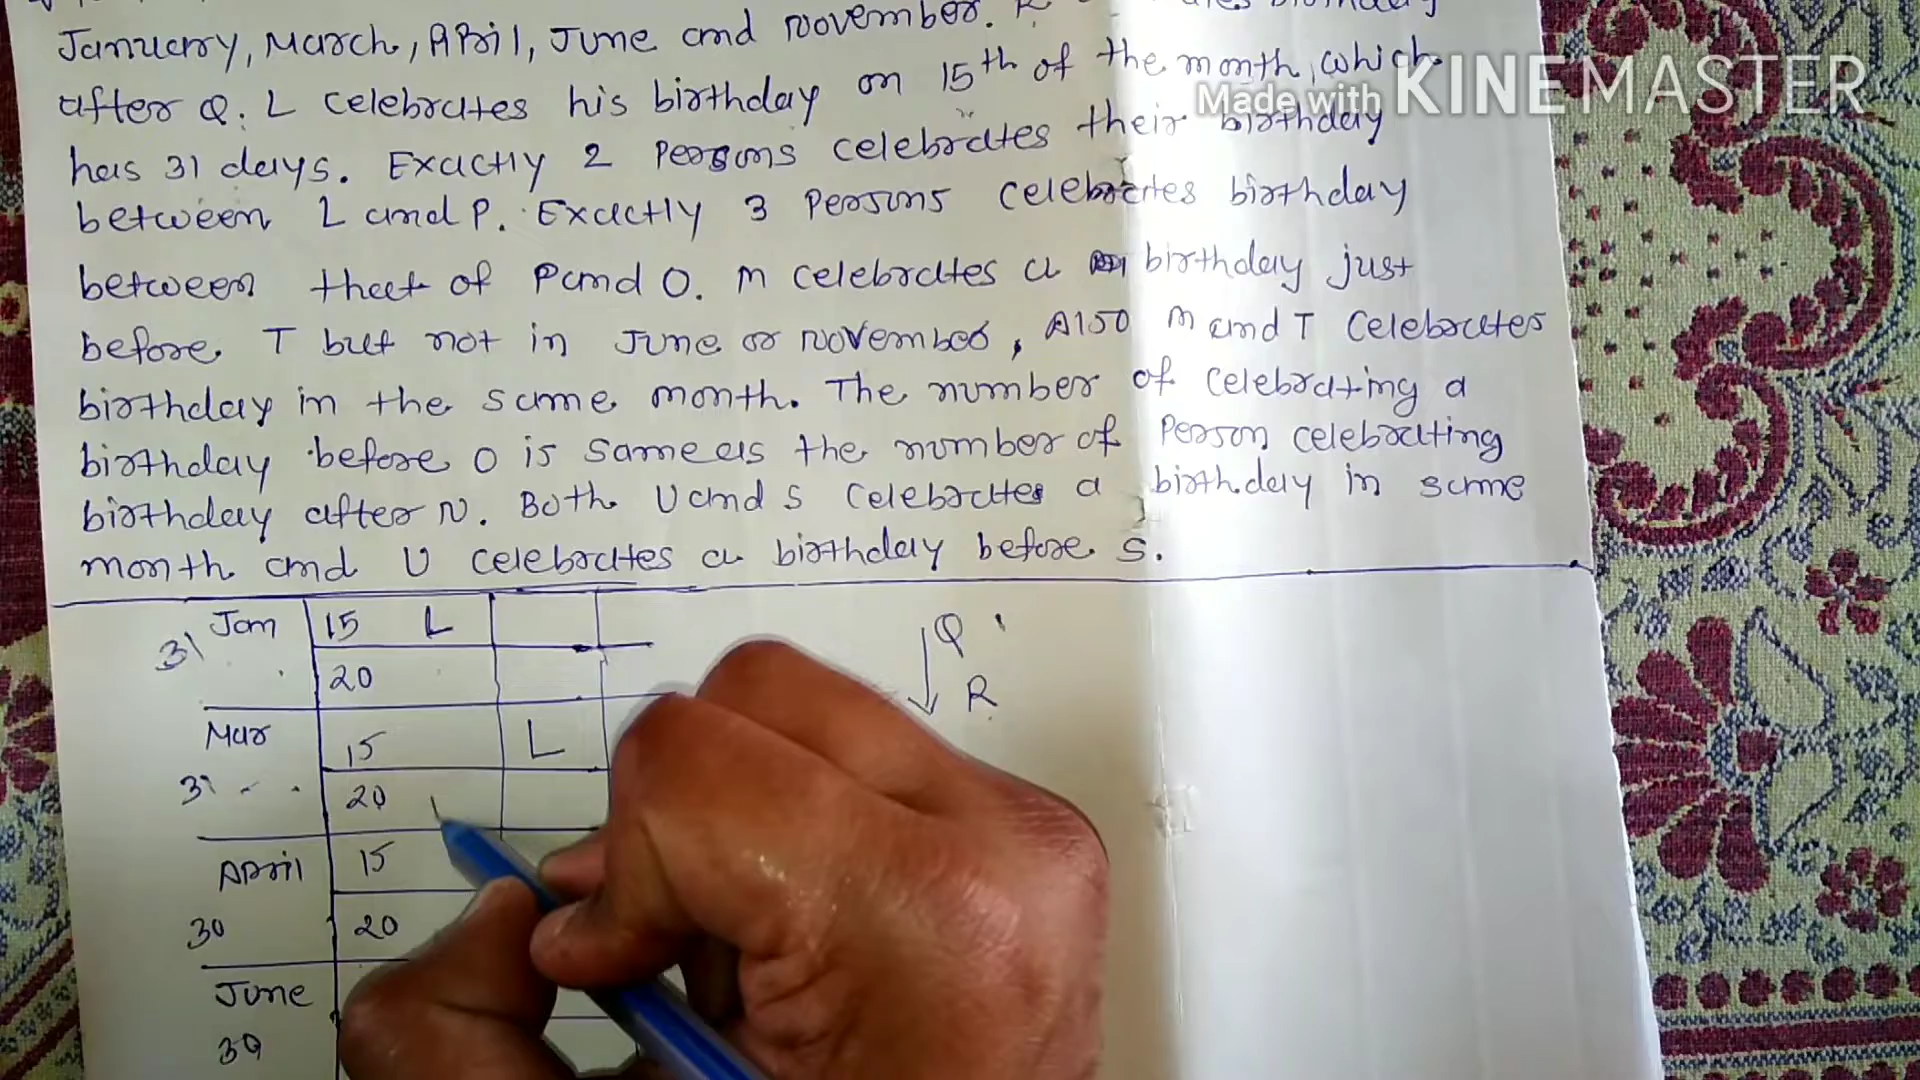 January, March, April, June and november. R
after Q. L celebrates his birthday on 15th of the month, which
has 31 days. Exactly 2 Persons celebrates their birthday
between L and P. Exactly 3 Persons celebrates birthday
between that of P and O. M celebrates a birthday just
before T but not in June or november, Also M and T celebrates
birthday in the same month. The number of celebrating a
birthday before O is same as the number of Person celebrating
birthday after N. Both U and S celebrates a birthday in same
month and U celebrates a birthday before S.
Made with KINEMASTER
Jan 15 L
31
20
Q
R
Mar 15 L
31 20
April 15
30 20
June
30